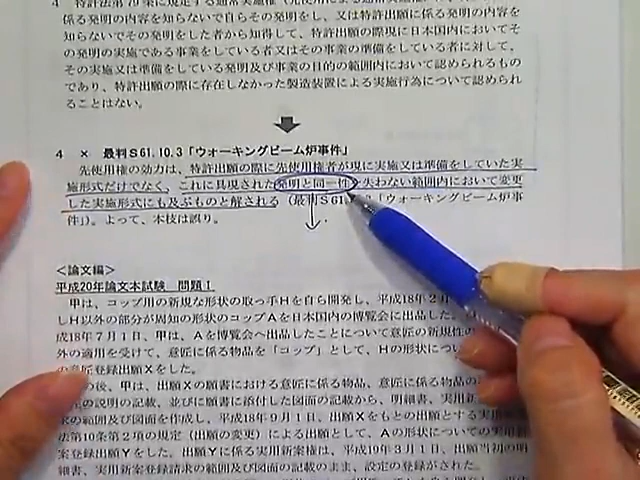 4 特許法第79条に規定する通常実施権(
の内容を知らないで自らその発明をし、又は特許出願に係る発明の内容を
知らないでその発明をした者から知得して、特許出願の際現に日本国内において
の発明の実施である事業をしている者又はその事業の準備をしている者に対して、
その実施又は準備をしている発明及び事業の目的の範囲内において認められるもの
であり、特許出願の際に存在しなかった製造装置による実施行為について認められ
ることはない。
4 × 最判S61.10.3「ウォーキングビーム炉事件」
先使用権の効力は、特許出願の際に先使用権者が現に実施又は準備をしていた実
施形式だけでなく、これに具現された発明と同一性を失わない範囲内において変更
した実施形式にも及ぶものと解される(最判S61.「ウォーキングビーム炉事
件」)。よって、本枝は誤り。
<論文編>
平成20年論文本試験 問題Ⅰ
甲は、コップ用の新規な形状の取っ手Hを自ら開発し、平成18年2月
しH以外の部分が周知の形状のコップAを日本国内の博覧会に出品した。
成18年7月1日、甲は、Aを博覧会へ出品したことについて意匠の新規性の
外の適用を受けて、意匠に係る物品を「コップ」として、Hの形状につい
の意匠登録出願Xをした。
の後、甲は、出願Xの願書における意匠に係る物品、意匠に係る物品の
の説明の記載、並びに願書に添付した図面の記載から、明細書、実用新
求の範囲及び図面を作成し、平成18年9月1日、出願Xをもとの出願とする実用
法第10条第2項の規定(出願の変更)による出願として、Aの形状についての実用
新案登録出願Yをした。出願Yに係る実用新案権は、平成19年3月1日、出願当初の明
細書、実用新案登録請求の範囲及び図面の記載のまま、設定の登録がされた。